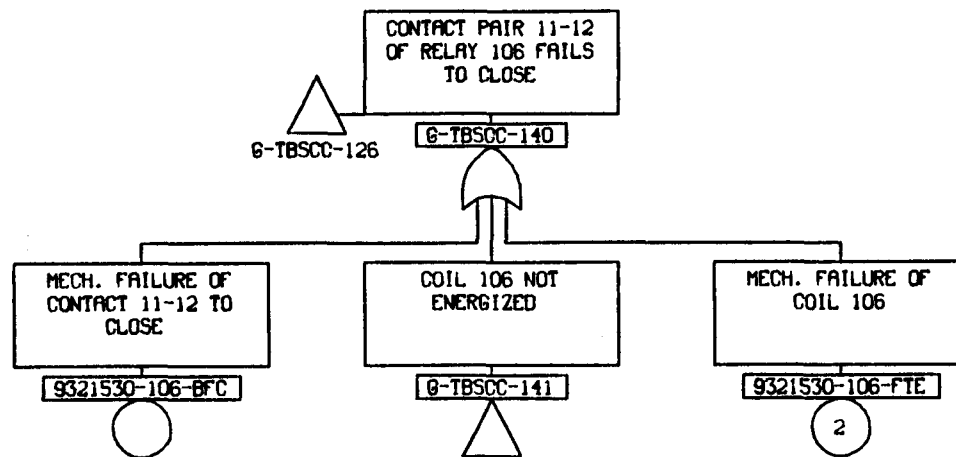 CONTACT PAIR 11-12
OF RELAY 106 FAILS
TO CLOSE
G-TBSCC-126
G-TBSCC-140
MECH. FAILURE OF
CONTACT 11-12 TO
CLOSE
COIL 106 NOT
ENERGIZED
MECH. FAILURE OF
COIL 106
9321530-106-BFC
G-TBSCC-141
9321530-106-FTE
2